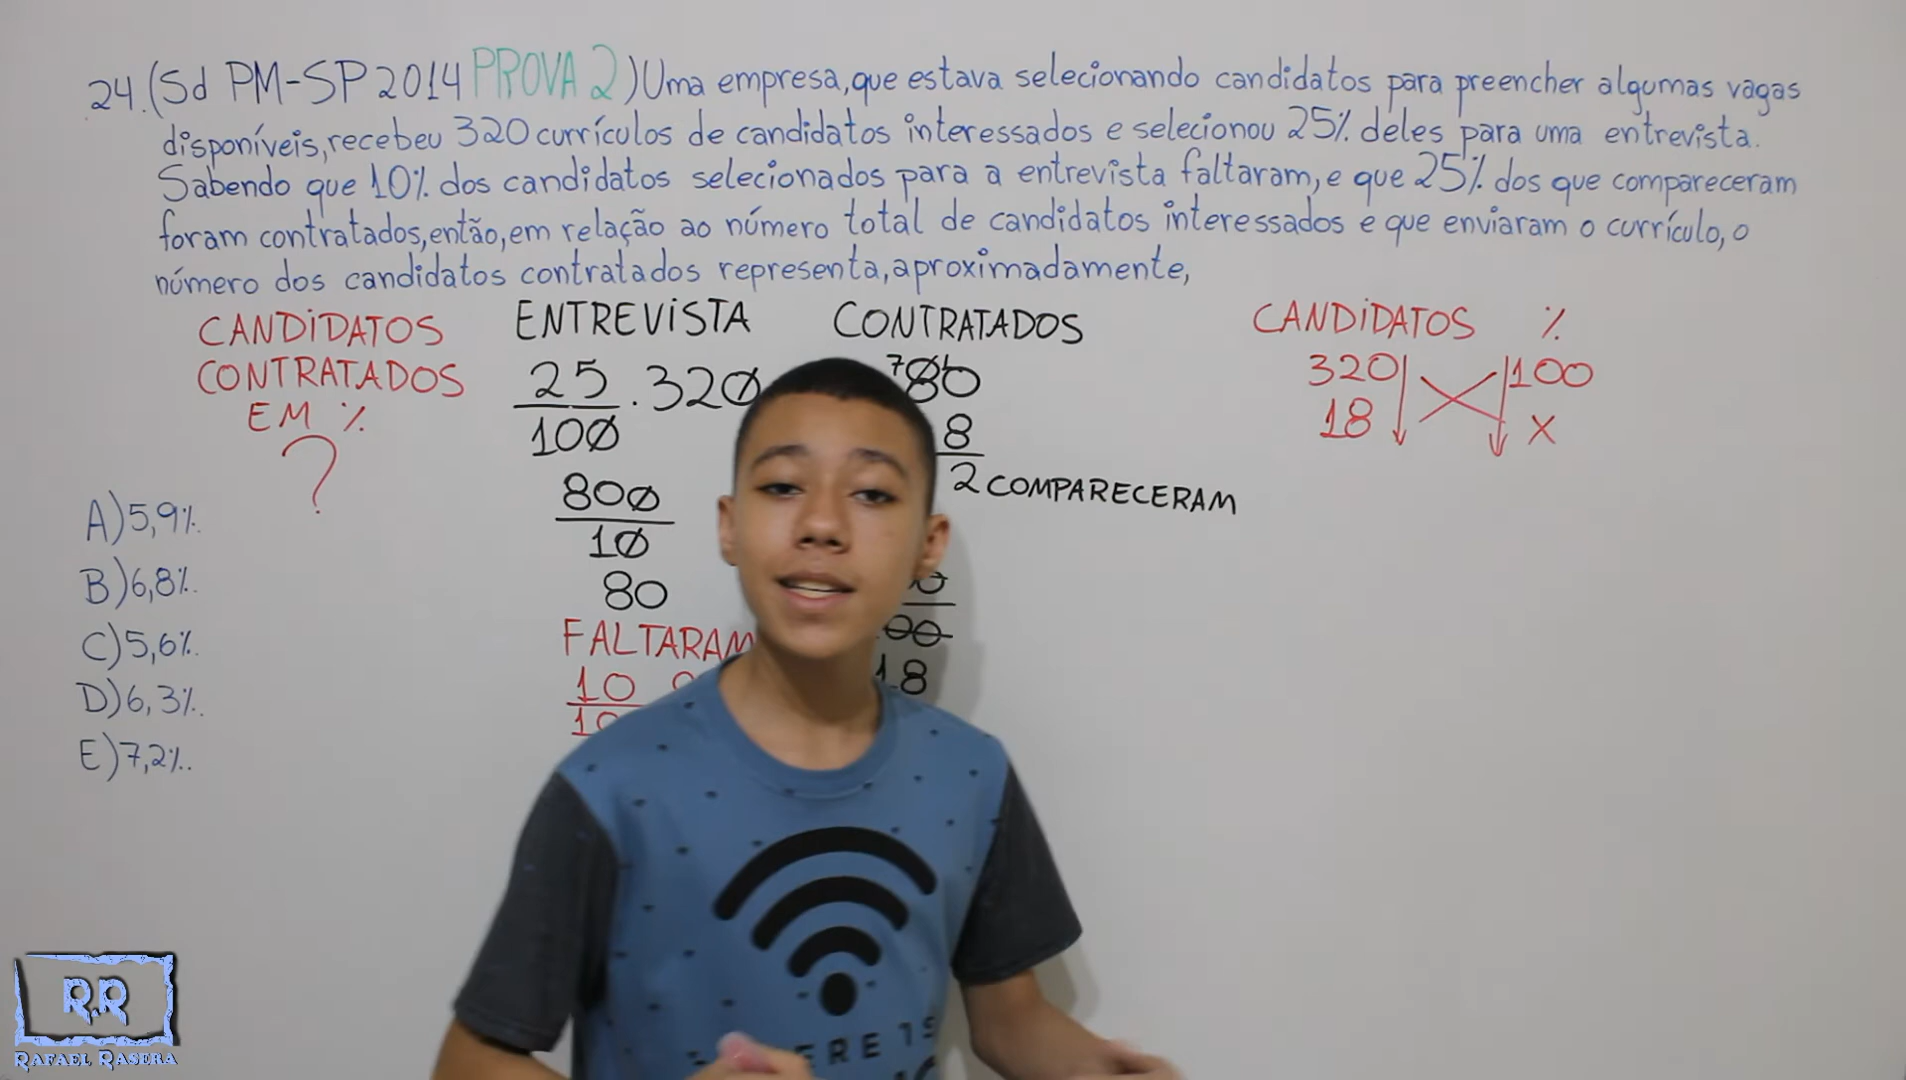 24.(Sd PM-SP 2014 PROVA 2) Uma empresa, que estava selecionando candidatos para preencher algumas vagas
disponíveis, recebeu 320 currículos de candidatos interessados e selecionou 25% deles para uma entrevista.
Sabendo que 10% dos candidatos selecionados para a entrevista faltaram, e que 25% dos que compareceram
foram contratados, então, em relação ao número total de candidatos interessados e que enviaram o currículo, o
número dos candidatos contratados representa, aproximadamente,
CANDIDATOS
CONTRATADOS
EM %
?
A) 5,9%.
B) 6,8%.
C) 5,6%.
D) 6,3%.
E) 7,2%.
ENTREVISTA
25 . 320
100
800
10
80
FALTARAM
10
CONTRATADOS
80
8
2 COMPARECERAM
18
CANDIDATOS %
320 100
18 x
RR
RAFAEL RASERA